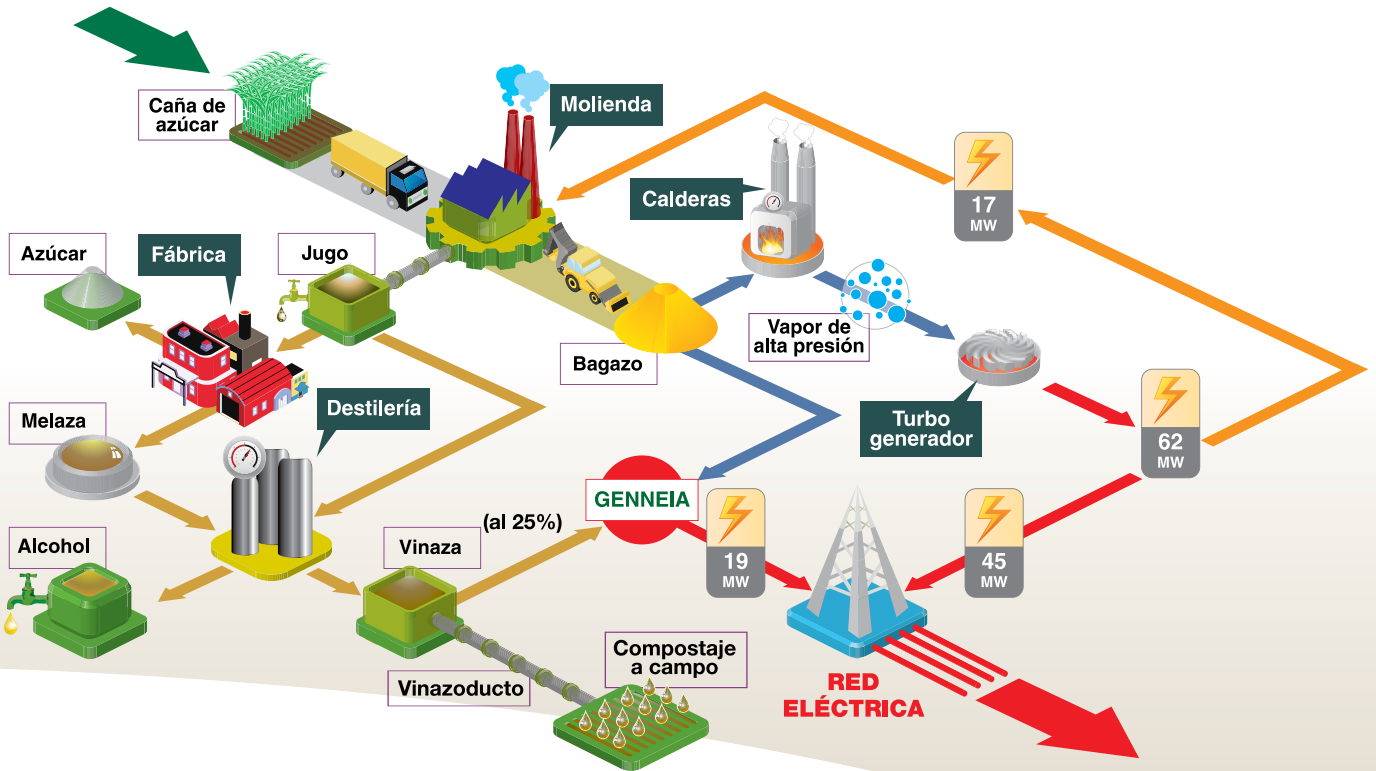 Caña de
azúcar
Molienda
17
MW
Calderas
Azúcar
Fábrica
Jugo
Vapor de
alta presión
Bagazo
Melaza
Destilería
Turbo
generador
62
MW
GENNEIA
(al 25%)
Alcohol
Vinaza
19
MW
45
MW
Compostaje
a campo
Vinazoducto
RED
ELÉCTRICA